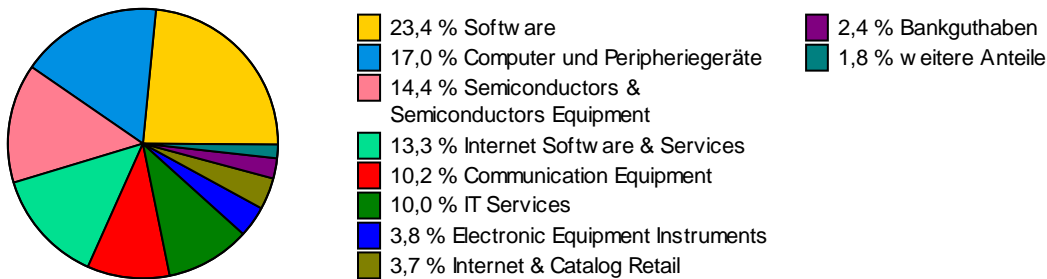 23,4 % Software
17,0 % Computer und Peripheriegeräte
14,4 % Semiconductors &
Semiconductors Equipment
13,3 % Internet Software & Services
10,2 % Communication Equipment
10,0 % IT Services
3,8 % Electronic Equipment Instruments
3,7 % Internet & Catalog Retail
2,4 % Bankguthaben
1,8 % weitere Anteile